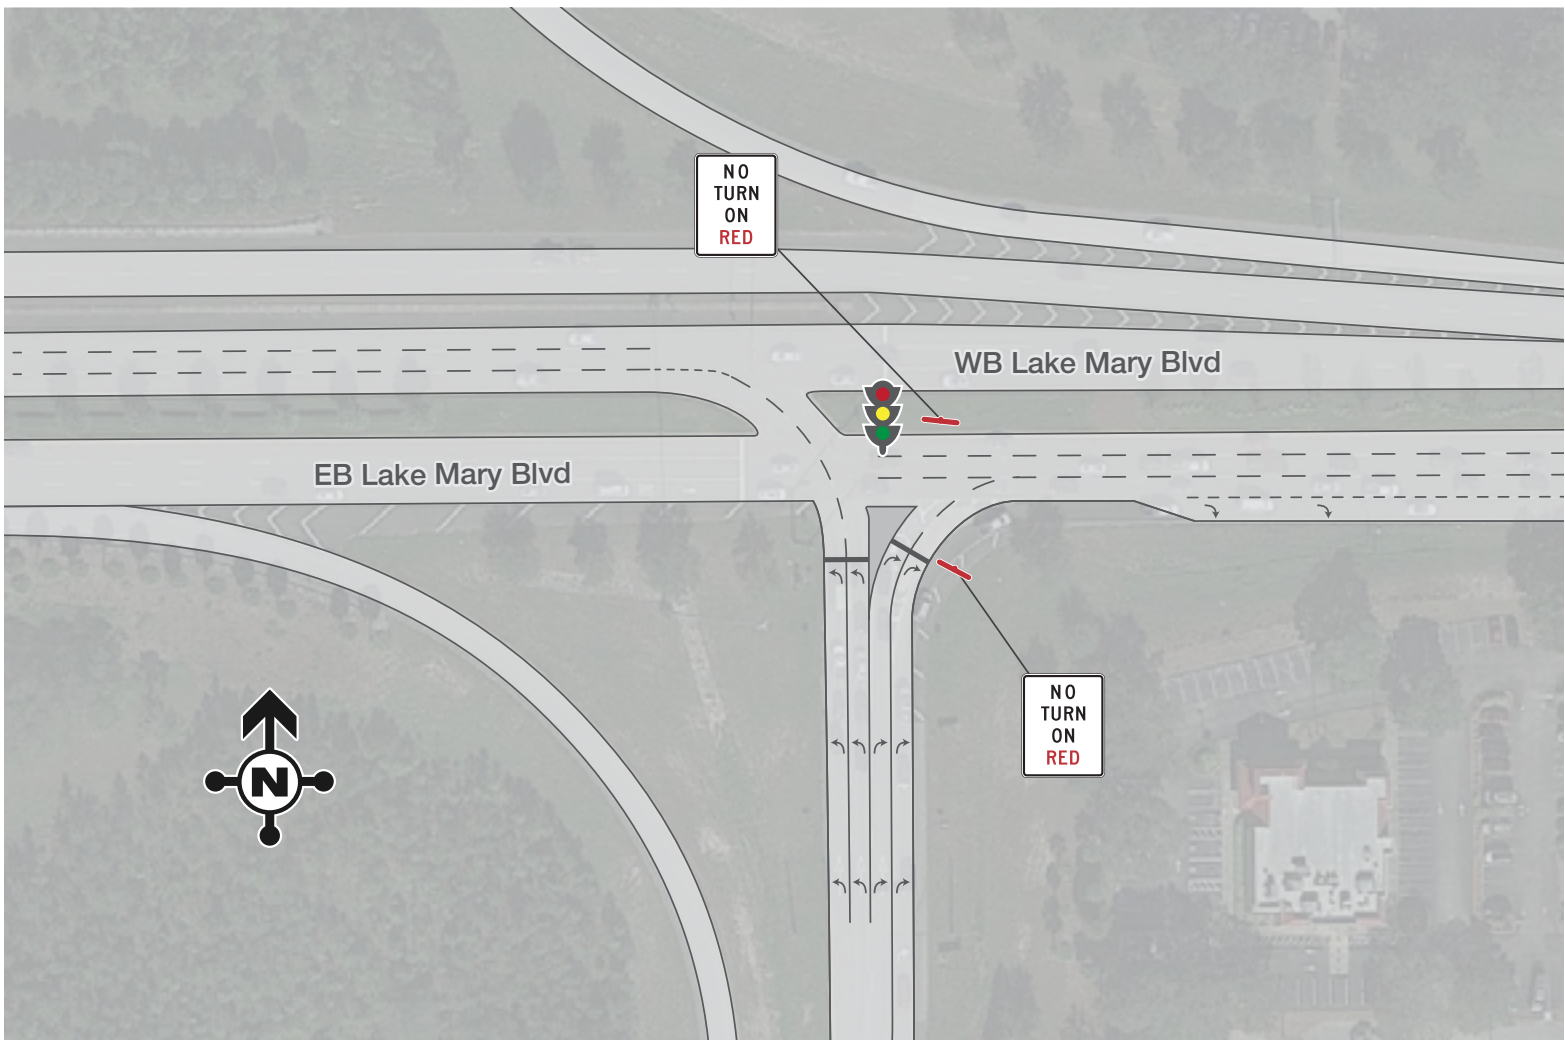 NO
TURN
ON
RED
WB Lake Mary Blvd
EB Lake Mary Blvd
NO
TURN
ON
RED
N